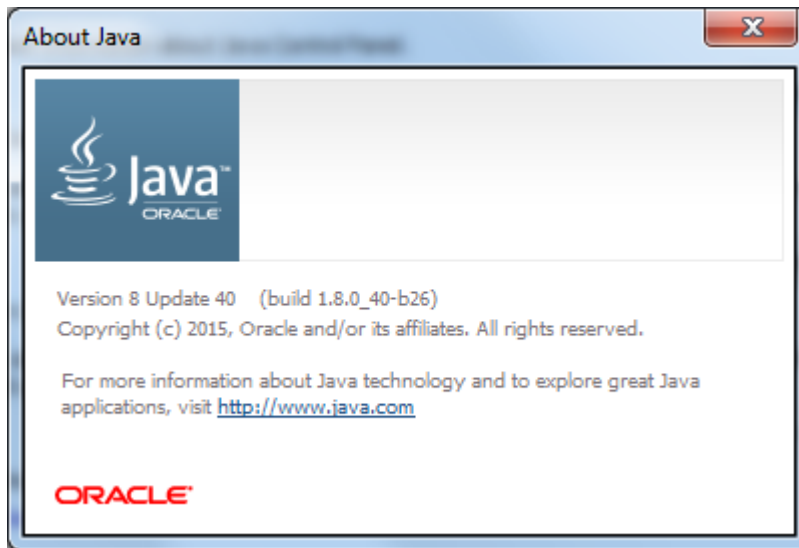 About Java
Java™
ORACLE
Version 8 Update 40 (build 1.8.0_40-b26)
Copyright (c) 2015, Oracle and/or its affiliates. All rights reserved.
For more information about Java technology and to explore great Java
applications, visit http://www.java.com
ORACLE